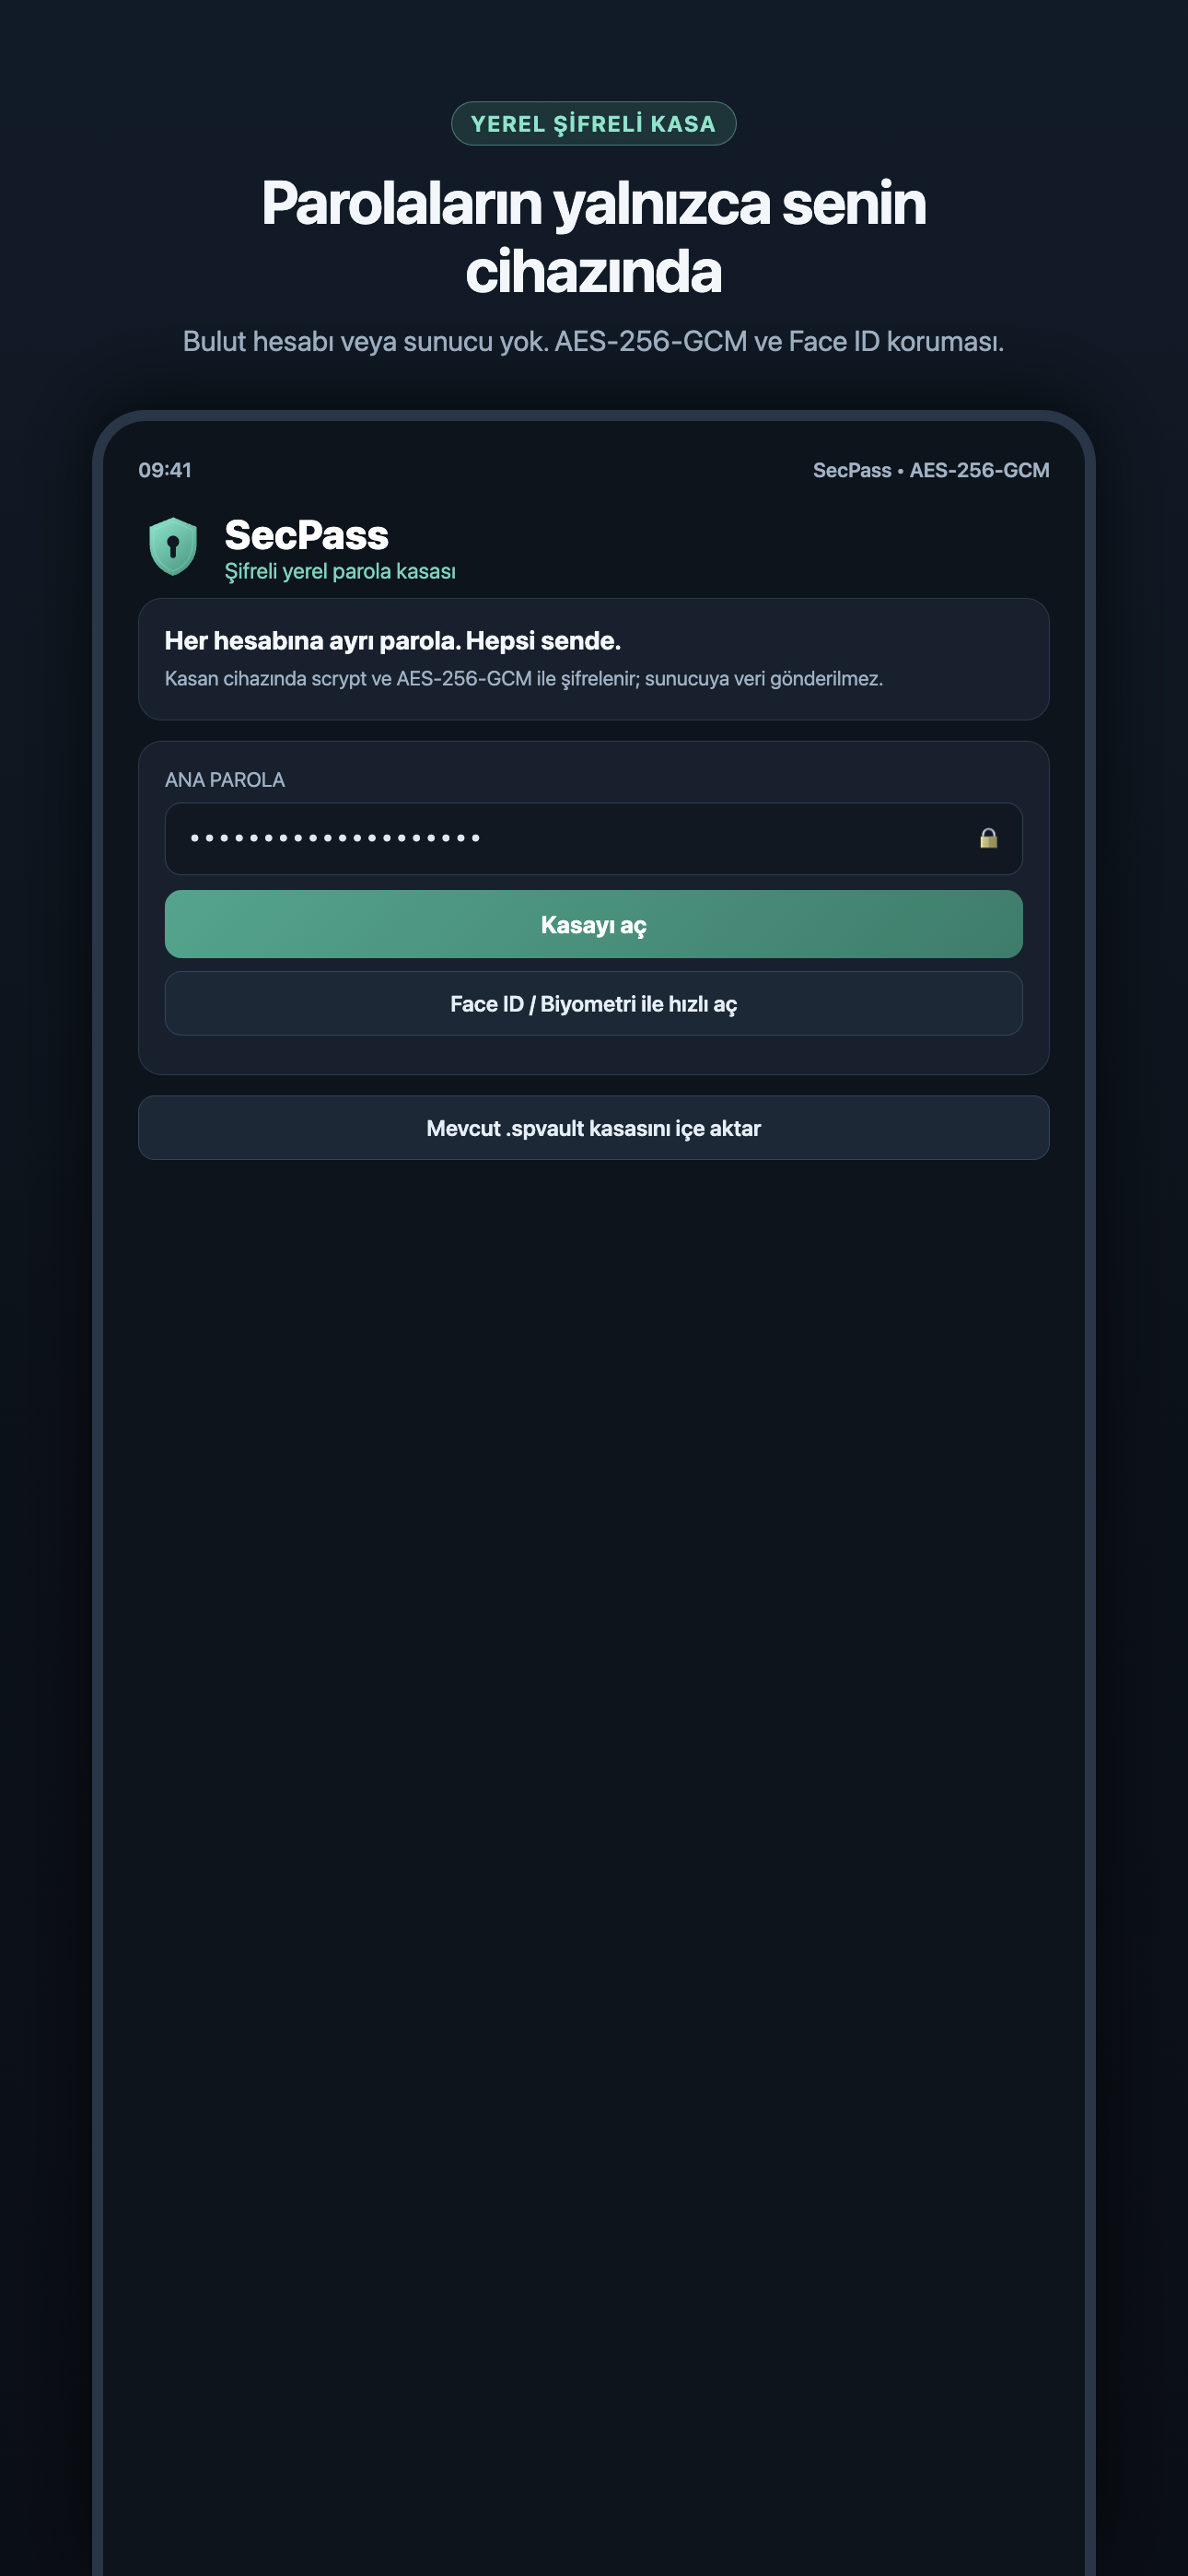 YEREL ŞİFRELİ KASA
Parolaların yalnızca senin
cihazında
Bulut hesabı veya sunucu yok. AES-256-GCM ve Face ID koruması.
09:41
SecPass • AES-256-GCM
SecPass
Şifreli yerel parola kasası
Her hesabına ayrı parola. Hepsi sende.
Kasan cihazında scrypt ve AES-256-GCM ile şifrelenir; sunucuya veri gönderilmez.
ANA PAROLA
••••••••••••••••••••
Kasayı aç
Face ID / Biyometri ile hızlı aç
Mevcut .spvault kasasını içe aktar